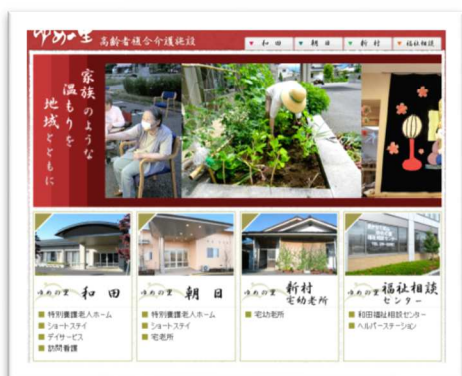 ゆめの里 高齢者複合介護施設
和田
朝日
新村
福祉相談
家族のような
温もりを
地域とともに
ゆめの里 和田
特別養護老人ホーム
ショートステイ
デイサービス
訪問看護
ゆめの里 朝日
特別養護老人ホーム
ショートステイ
宅老所
ゆめの里 新村
宅幼老所
宅幼老所
ゆめの里 福祉相談
センター
和田福祉相談センター
ヘルパーステーション